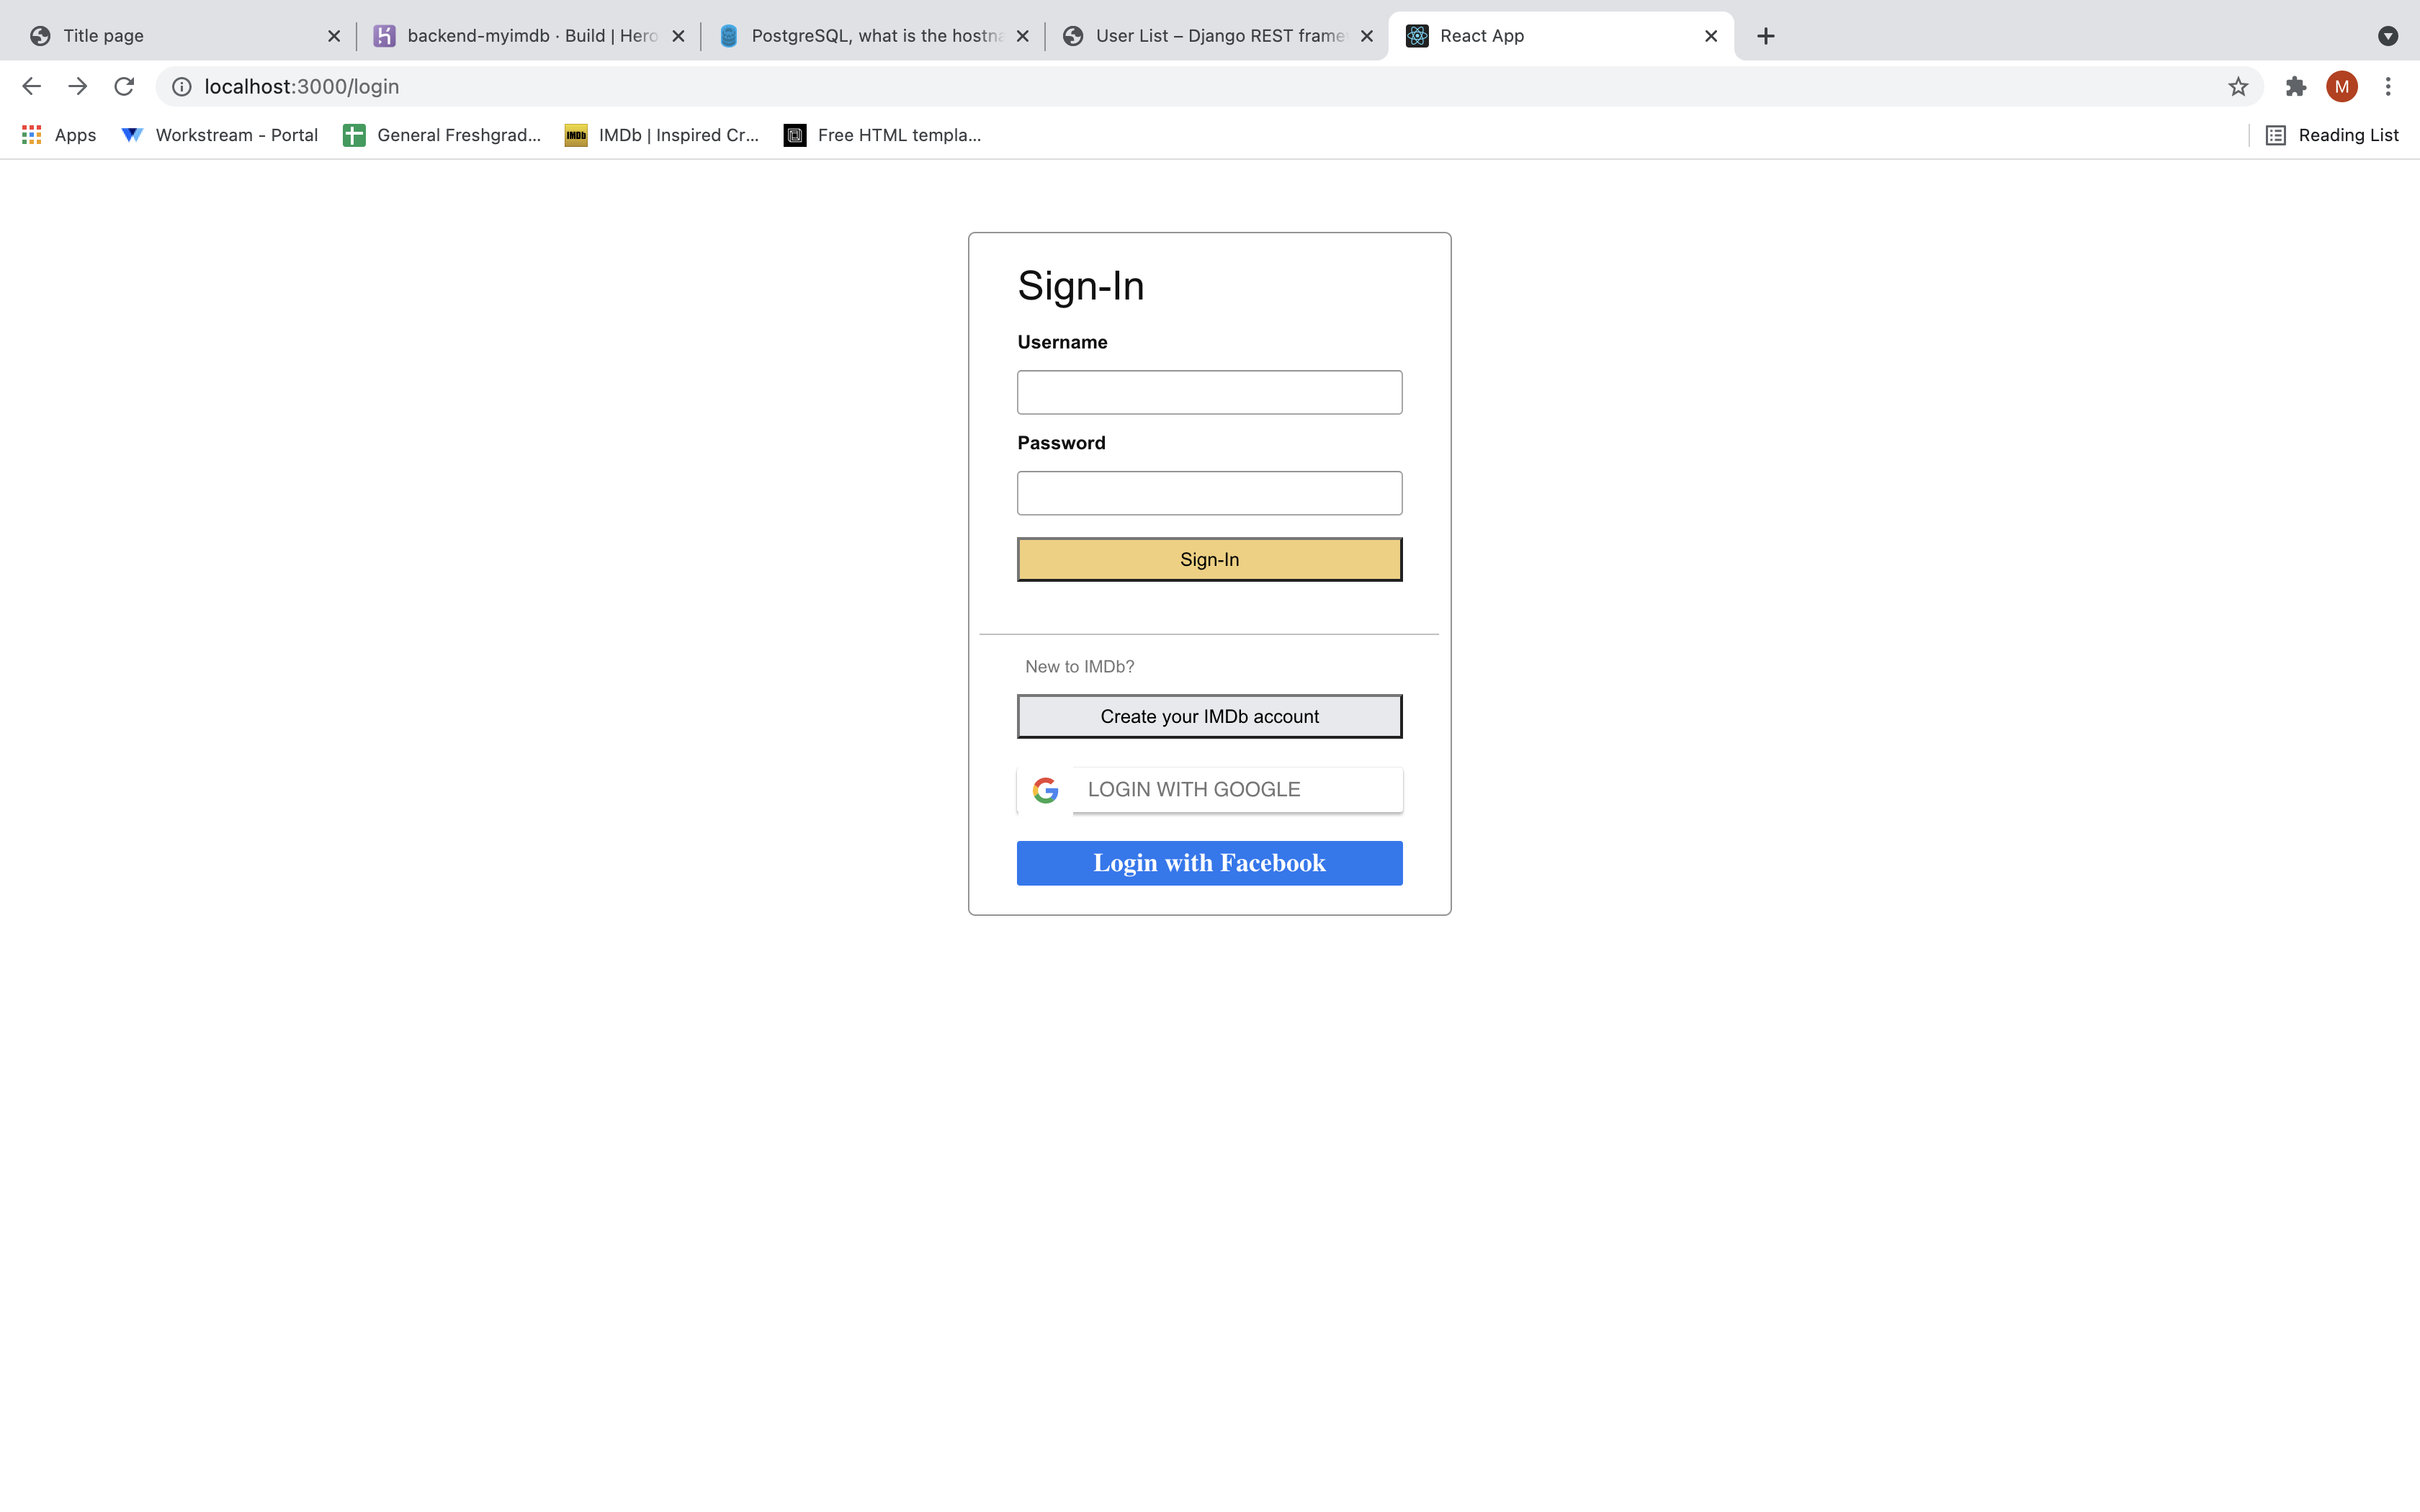 Title page
backend-myimdb · Build | Hero
PostgreSQL, what is the hostna
User List – Django REST frame
React App
localhost:3000/login
M
Apps
Workstream - Portal
General Freshgrad...
IMDb
IMDb | Inspired Cr...
Free HTML templa...
Reading List
Sign-In
Username
Password
Sign-In
New to IMDb?
Create your IMDb account
LOGIN WITH GOOGLE
Login with Facebook